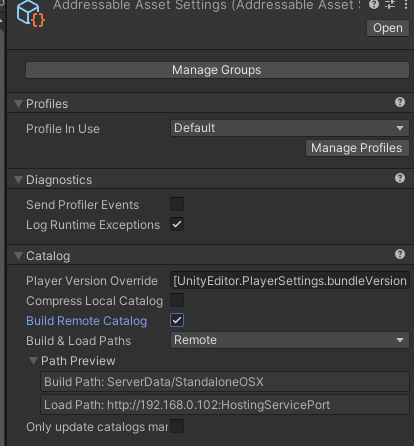 Addressable Asset Settings (Addressable Asset
Open
Manage Groups
Profiles
Profile In Use
Default
Manage Profiles
Diagnostics
Send Profiler Events
Log Runtime Exceptions
Catalog
Player Version Override
[UnityEditor.PlayerSettings.bundleVersion
Compress Local Catalog
Build Remote Catalog
Build & Load Paths
Remote
Path Preview
Build Path: ServerData/StandaloneOSX
Load Path: http://192.168.0.102:HostingServicePort
Only update catalogs mar